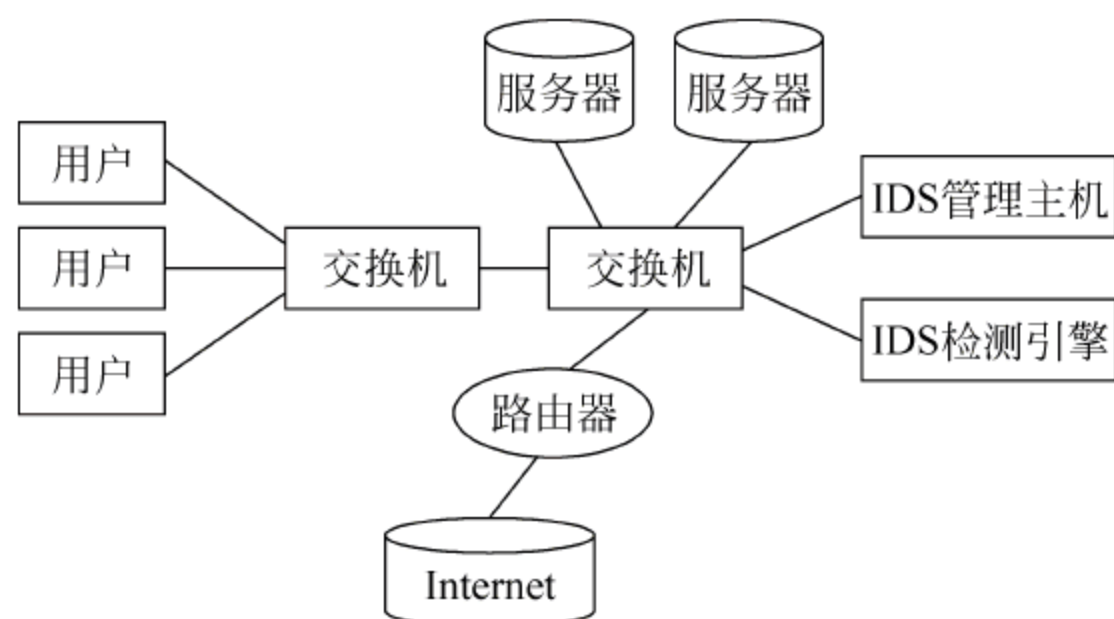 服务器
服务器
用户
IDS管理主机
用户
交换机
交换机
IDS检测引擎
用户
路由器
Internet